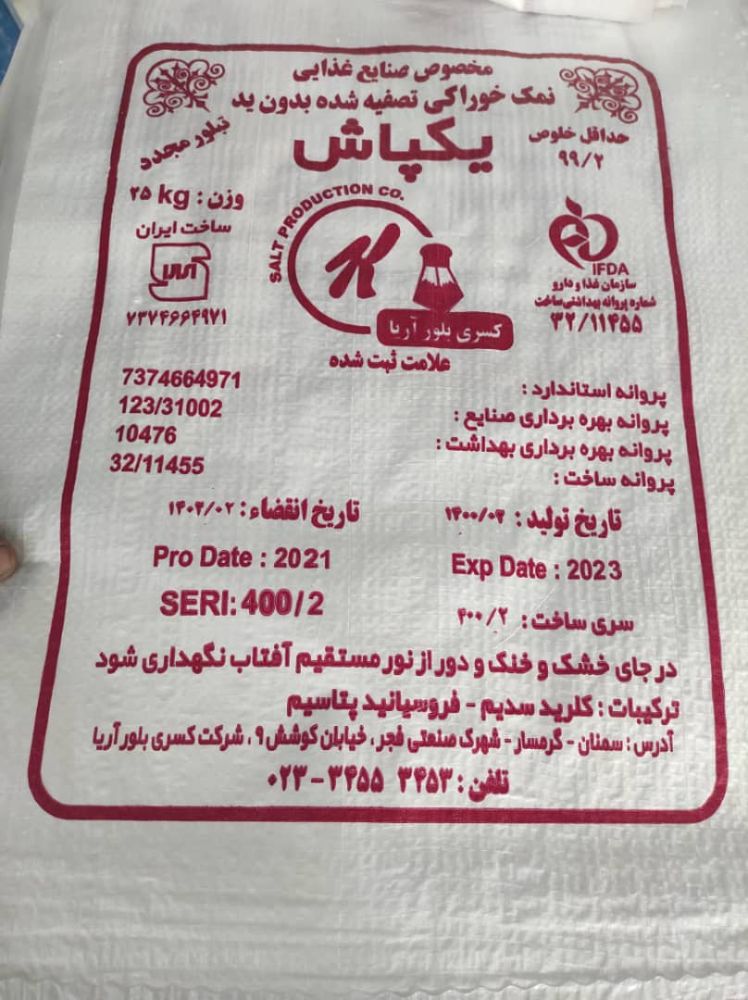 مخصوص صنایع غذایی
نمک خوراکی تصفیه شده بدون ید
تبلور مجدد
یکپاش
حداقل خلوص
۹۹/۲
وزن : ۲۵ kg
ساخت ایران
۷۳۷۴۶۶۴۹۷۱
SALT PRODUCTION CO.
K
کسری بلور آریا
علامت ثبت شده
IFDA
سازمان غذا و دارو
شماره پروانه بهداشتی ساخت
۳۲/۱۱۴۵۵
پروانه استاندارد : 7374664971
پروانه بهره برداری صنایع : 123/31002
پروانه بهره برداری بهداشت : 10476
پروانه ساخت : 32/11455
تاریخ تولید : ۱۴۰۰/۰۲ تاریخ انقضاء : ۱۴۰۲/۰۲
Pro Date : 2021 Exp Date : 2023
SERI: 400/2 سری ساخت : ۴۰۰/۲
در جای خشک و خنک و دور از نور مستقیم آفتاب نگهداری شود
ترکیبات : کلرید سدیم - فروسیانید پتاسیم
آدرس : سمنان - گرمسار - شهرک صنعتی فجر ، خیابان کوشش ۹ ، شرکت کسری بلور آریا
تلفن : ۳۴۵۳ ۳۴۵۵ - ۰۲۳